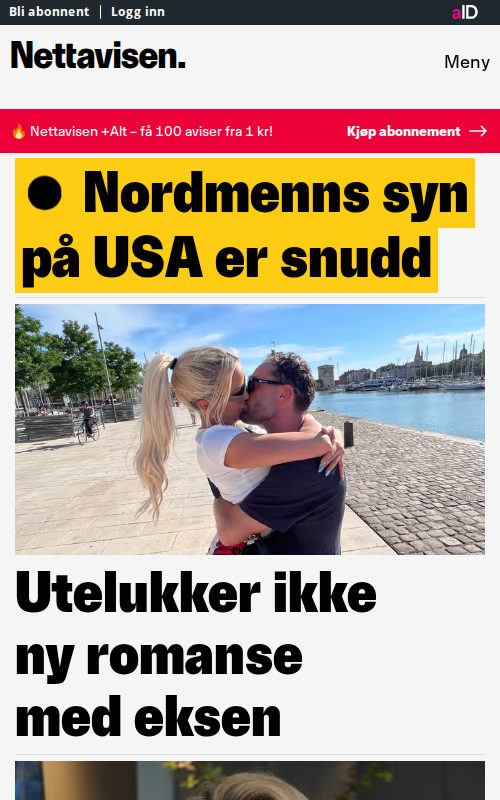 Bli abonnent | Logg inn
aID
Nettavisen.
Meny
🔥 Nettavisen +Alt – få 100 aviser fra 1 kr!
Kjøp abonnement →
● Nordmenns syn
på USA er snudd
Utelukker ikke
ny romanse
med eksen